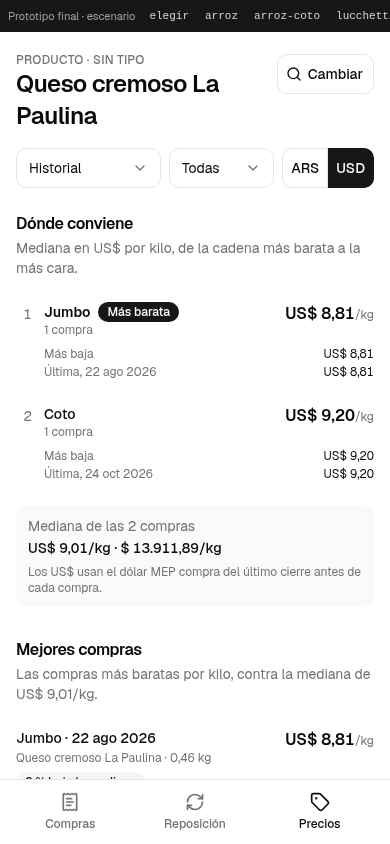 Prototipo final · escenario elegir arroz arroz-coto lucchett
PRODUCTO · SIN TIPO
Queso cremoso La
Paulina
Cambiar
Historial Todas ARS USD
Dónde conviene
Mediana en US$ por kilo, de la cadena más barata a la
más cara.
1 Jumbo Más barata US$ 8,81/kg
1 compra
Más baja US$ 8,81
Última, 22 ago 2026 US$ 8,81
2 Coto US$ 9,20/kg
1 compra
Más baja US$ 9,20
Última, 24 oct 2026 US$ 9,20
Mediana de las 2 compras
US$ 9,01/kg · $ 13.911,89/kg
Los US$ usan el dólar MEP compra del último cierre antes de
cada compra.
Mejores compras
Las compras más baratas por kilo, contra la mediana de
US$ 9,01/kg.
Jumbo · 22 ago 2026 US$ 8,81/kg
Queso cremoso La Paulina · 0,46 kg
Compras Reposición Precios